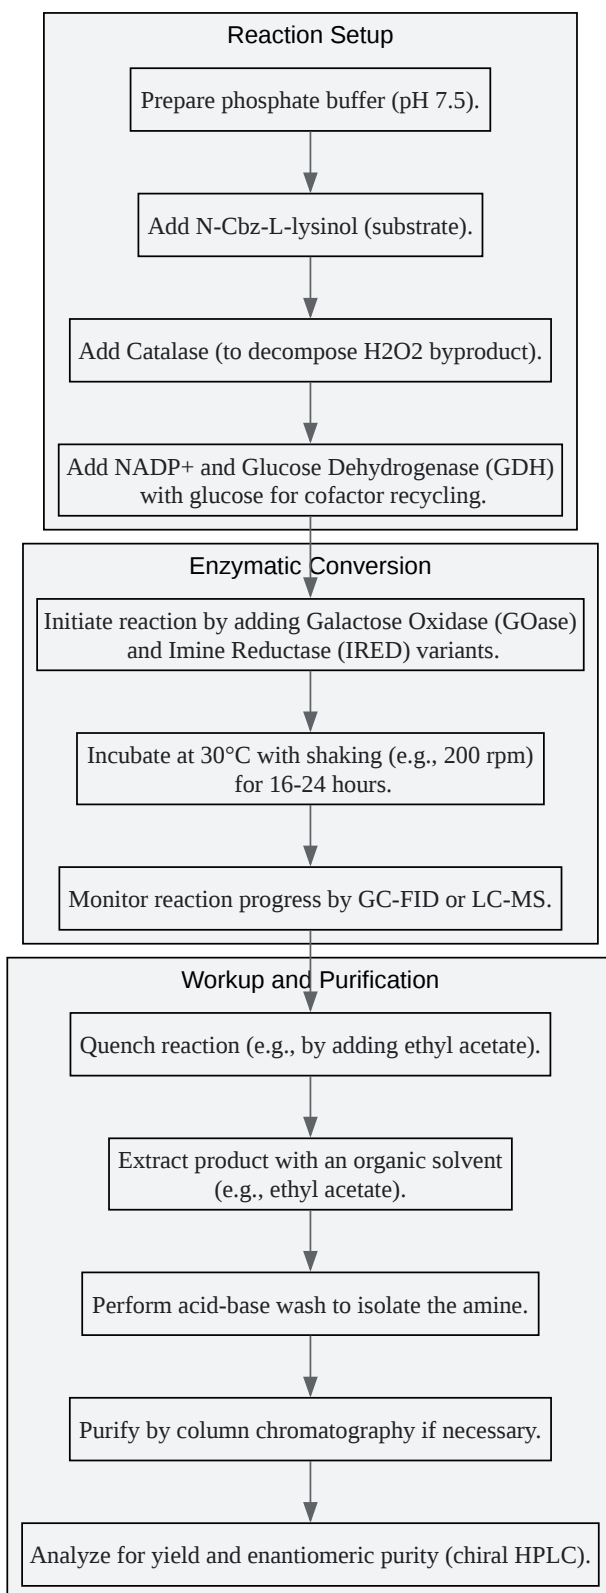 Reaction Setup
Prepare phosphate buffer (pH 7.5).
Add N-Cbz-L-lysinol (substrate).
Add Catalase (to decompose H2O2 byproduct).
Add NADP+ and Glucose Dehydrogenase (GDH)
with glucose for cofactor recycling.
Enzymatic Conversion
Initiate reaction by adding Galactose Oxidase (GOase)
and Imine Reductase (IRED) variants.
Incubate at 30°C with shaking (e.g., 200 rpm)
for 16-24 hours.
Monitor reaction progress by GC-FID or LC-MS.
Workup and Purification
Quench reaction (e.g., by adding ethyl acetate).
Extract product with an organic solvent
(e.g., ethyl acetate).
Perform acid-base wash to isolate the amine.
Purify by column chromatography if necessary.
Analyze for yield and enantiomeric purity (chiral HPLC).